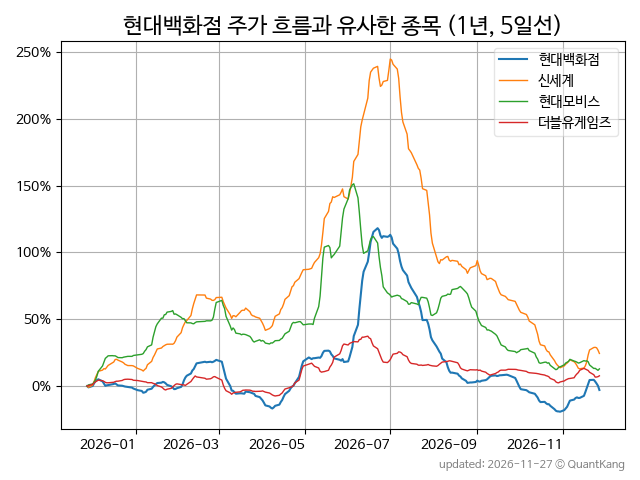 현대백화점 주가 흐름과 유사한 종목 (1년, 5일선)
250%
200%
150%
100%
50%
0%
현대백화점
신세계
현대모비스
더블유게임즈
2026-01 2026-03 2026-05 2026-07 2026-09 2026-11
updated: 2026-11-27 © QuantKang